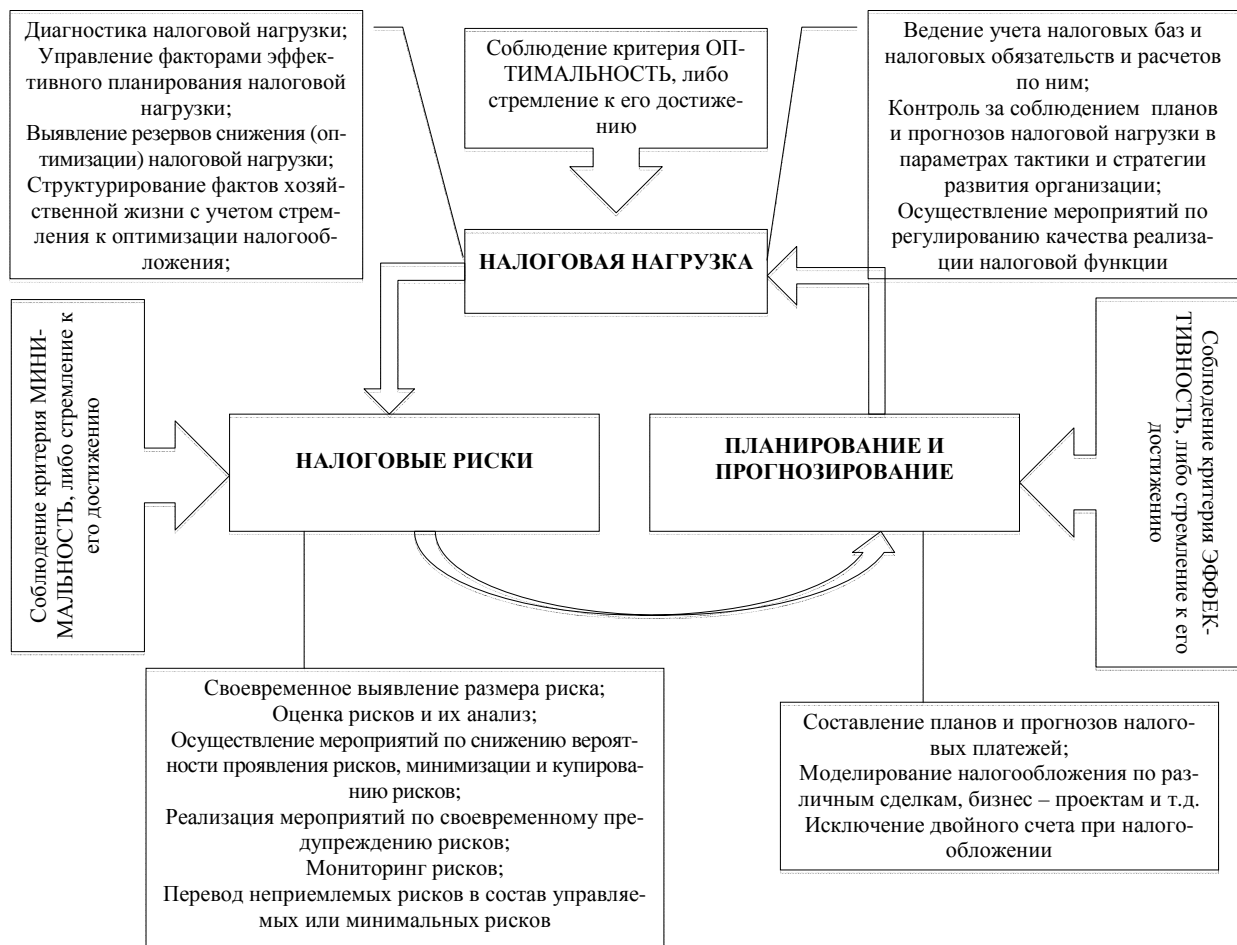 Диагностика налоговой нагрузки;
Управление факторами эффек-
тивного планирования налоговой
нагрузки;
Выявление резервов снижения (оп-
тимизации) налоговой нагрузки;
Структурирование фактов хозяй-
ственной жизни с учетом стрем-
ления к оптимизации налогооб-
ложения;
Соблюдение критерия ОП-
ТИМАЛЬНОСТЬ, либо
стремление к его достиже-
нию
Ведение учета налоговых баз и
налоговых обязательств и расчетов
по ним;
Контроль за соблюдением планов
и прогнозов налоговой нагрузки в
параметрах тактики и стратегии
развития организации;
Осуществление мероприятий по
регулированию качества реализа-
ции налоговой функции
НАЛОГОВАЯ НАГРУЗКА
Соблюдение критерия МИНИ-
МАЛЬНОСТЬ, либо стремление к
его достижению
НАЛОГОВЫЕ РИСКИ
ПЛАНИРОВАНИЕ И
ПРОГНОЗИРОВАНИЕ
Соблюдение критерия ЭФФЕК-
ТИВНОСТЬ, либо стремление к его
достижению
Своевременное выявление размера риска;
Оценка рисков и их анализ;
Осуществление мероприятий по снижению вероят-
ности проявления рисков, минимизации и купирова-
нию рисков;
Реализация мероприятий по своевременному пре-
дупреждению рисков;
Мониторинг рисков;
Перевод неприемлемых рисков в состав управляе-
мых или минимальных рисков
Составление планов и прогнозов налого-
вых платежей;
Моделирование налогообложения по раз-
личным сделкам, бизнес – проектам и т.д.
Исключение двойного счета при налого-
обложении